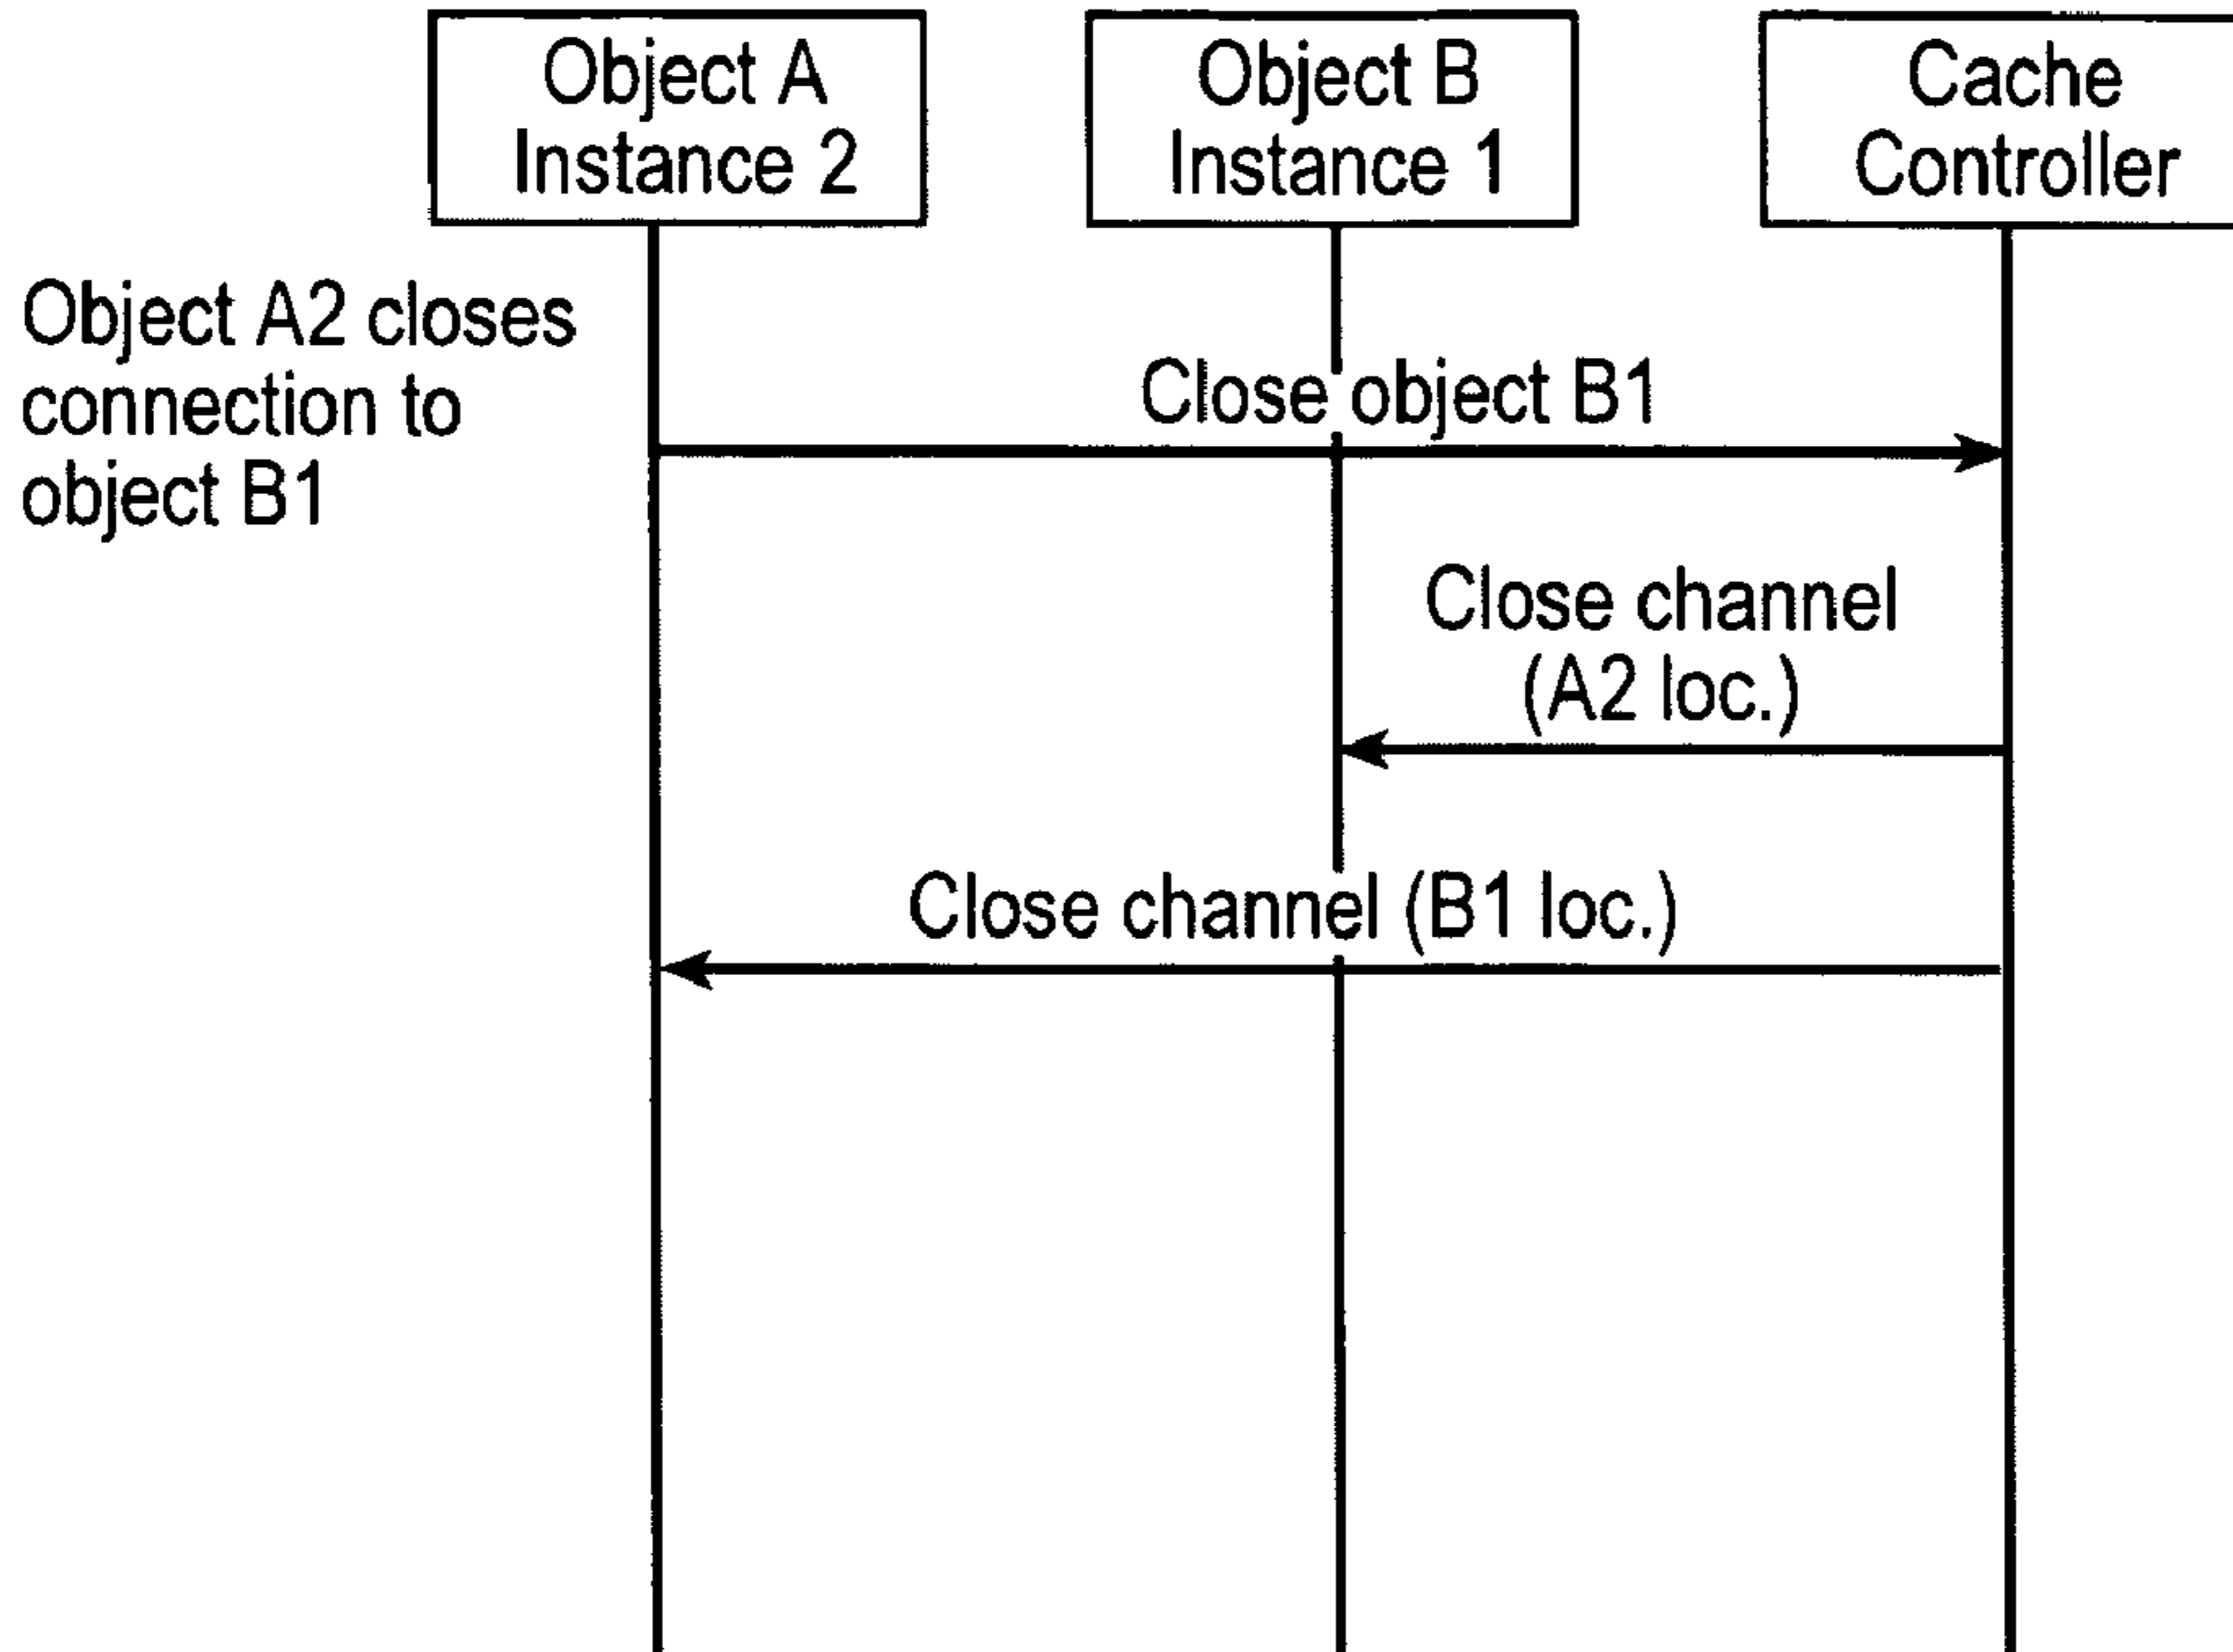 Object A
Instance 2
Object B
Instance 1
Cache
Controller
Object A2 closes
connection to
object B1
Close object B1
Close channel
(A2 loc.)
Close channel (B1 loc.)